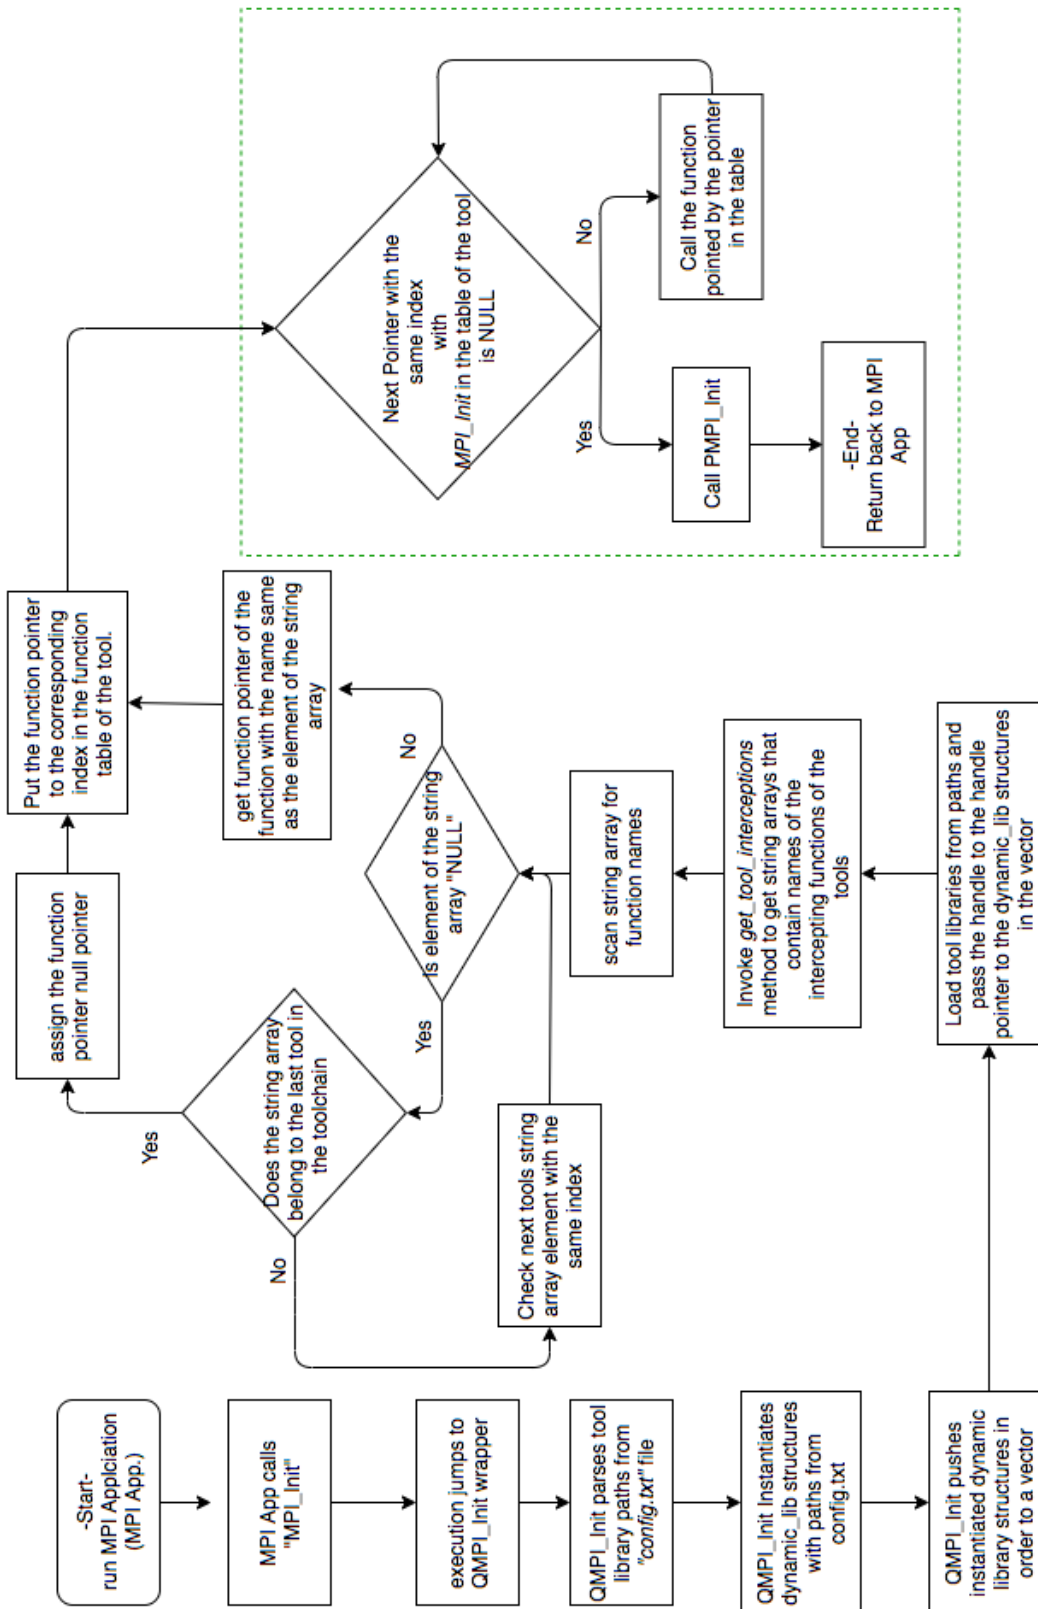 -Start-
run MPI Applciation
(MPI App.)
MPI App calls
"MPI_Init"
execution jumps to
QMPI_Init wrapper
QMPI_Init parses tool
library paths from
"config.txt" file
QMPI_Init Instantiates
dynamic_lib structures
with paths from
config.txt
QMPI_Init pushes
instantiated dynamic
library structures in
order to a vector
Load tool libraries from paths and
pass the handle to the handle
pointer to the dynamic_lib structures
in the vector
Invoke get_tool_interceptions
method to get string arrays that
contain names of the
intercepting functions of the
tools
scan string array for
function names
Is element of the string
array "NULL"
Yes
No
Does the string array
belong to the last tool in
the toolchain
No
Yes
Check next tools string
array element with the
same index
assign the function
pointer null pointer
get function pointer of the
function with the name same
as the element of the string
array
Put the function pointer
to the corresponding
index in the function
table of the tool.
Next Pointer with the
same index
with
MPI_Init in the table of the tool
is NULL
Yes
No
Call the function
pointed by the pointer
in the table
Call PMPI_Init
-End-
Return back to MPI
App